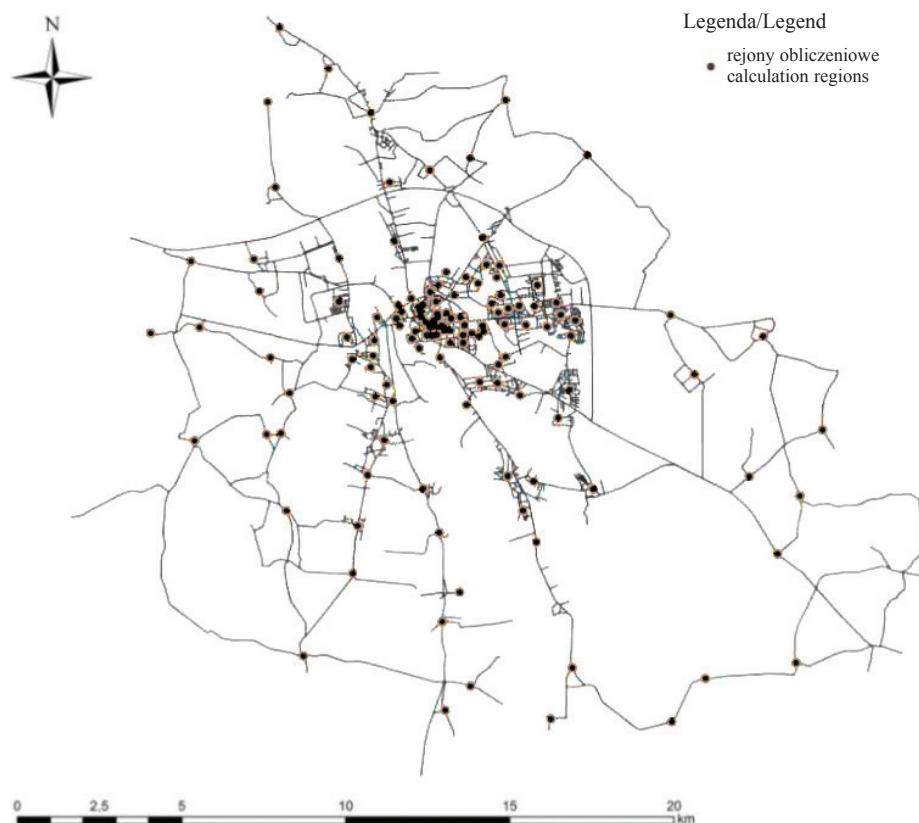 N
Legenda/Legend
rejony obliczeniowe
calculation regions
0 2,5 5 10 15 20
km